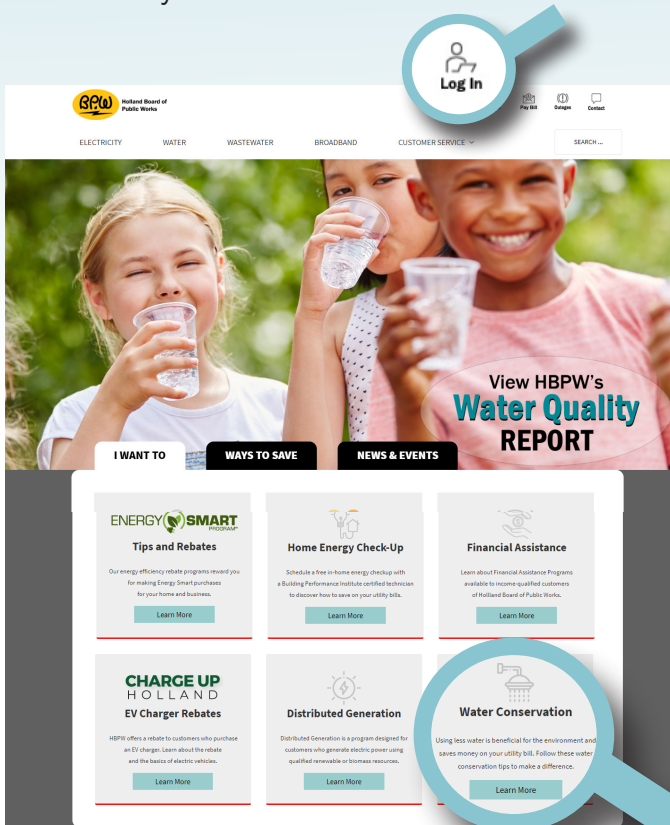 Log In
BPW
Holland Board of
Public Works
Pay Bill
Outages
Contact
ELECTRICITY
WATER
WASTEWATER
BROADBAND
CUSTOMER SERVICE
SEARCH ...
View HBPW's
Water Quality
REPORT
I WANT TO
WAYS TO SAVE
NEWS & EVENTS
ENERGY SMART
PROGRAM
Tips and Rebates
Our energy efficiency rebate programs reward you
for making Energy Smart purchases
for your home and business.
Learn More
Home Energy Check-Up
Schedule a free in-home energy checkup with
a Building Performance Institute certified technician
to discover how to save on your utility bills.
Learn More
Financial Assistance
Learn about Financial Assistance Programs
available to income-qualified customers
of Holland Board of Public Works.
Learn More
CHARGE UP
HOLLAND
EV Charger Rebates
HBPW offers a rebate to customers who purchase
an EV charger. Learn about the rebate
and the basics of electric vehicles.
Learn More
Distributed Generation
Distributed Generation is a program designed for
customers who generate electric power using
qualified renewable or biomass resources.
Learn More
Water Conservation
Using less water is beneficial for the environment and
saves money on your utility bill. Follow these water
conservation tips to make a difference.
Learn More